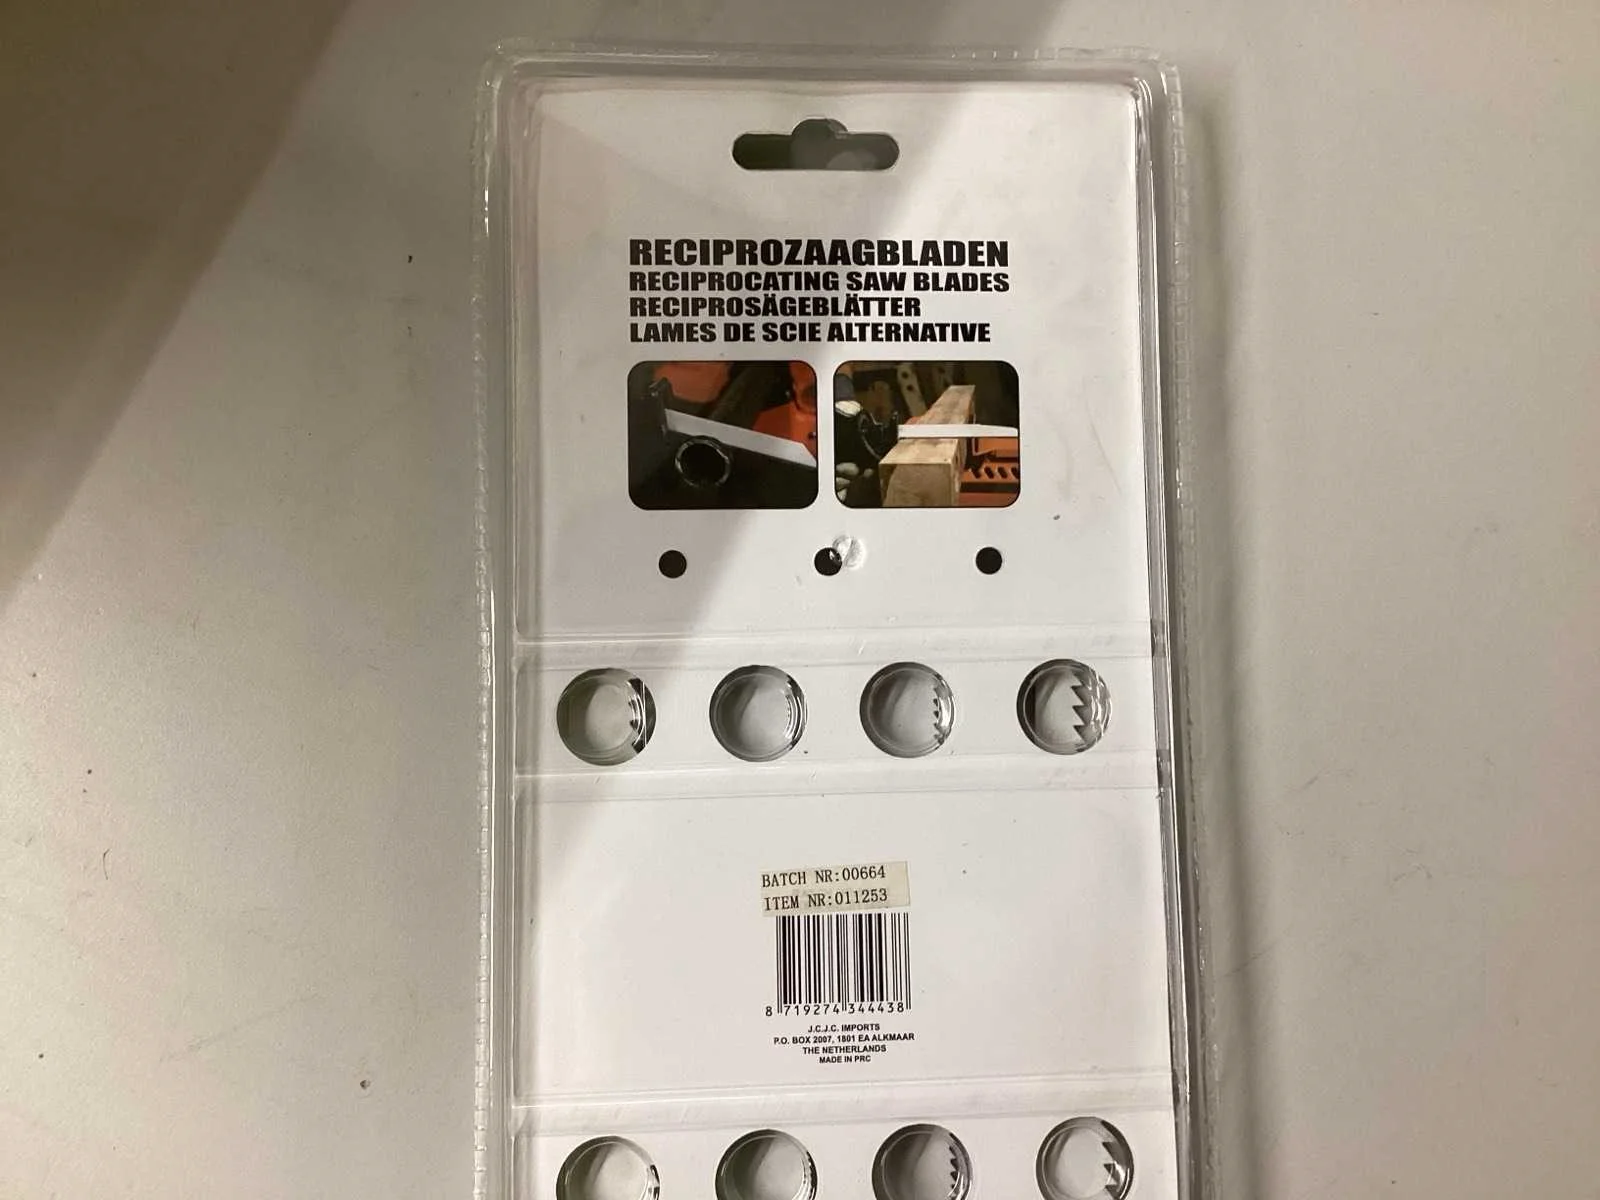 RECIPROZAAGBLADEN
RECIPROCATING SAW BLADES
RECIPROSÄGEBLÄTTER
LAMES DE SCIE ALTERNATIVE
BATCH NR:00664
ITEM NR:011253
8 719274 344438
J.C.J.C. IMPORTS
P.O. BOX 2007, 1801 EA ALKMAAR
THE NETHERLANDS
MADE IN PRC